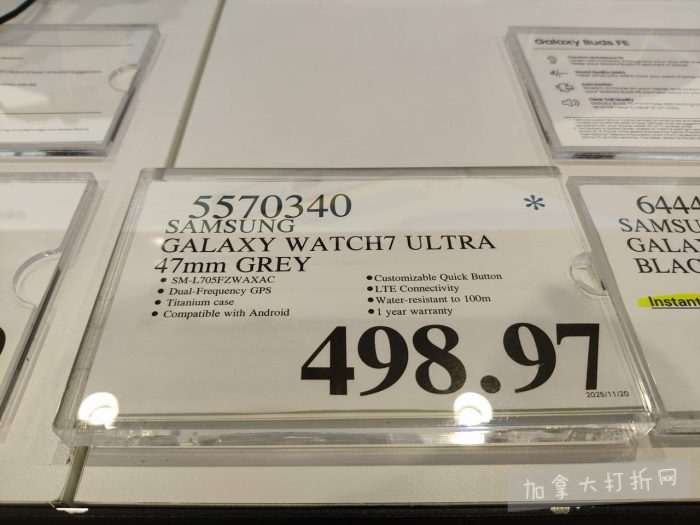 Galaxy Buds FE
5570340 *
SAMSUNG
GALAXY WATCH7 ULTRA
47mm GREY
• SM-L705FZWAXAC
• Dual-Frequency GPS
• Titanium case
• Compatible with Android
• Customizable Quick Button
• LTE Connectivity
• Water-resistant to 100m
• 1 year warranty
498.97
2025/11/20
6444
SAMSU
GALA
BLAC
Instant
加拿大打折网